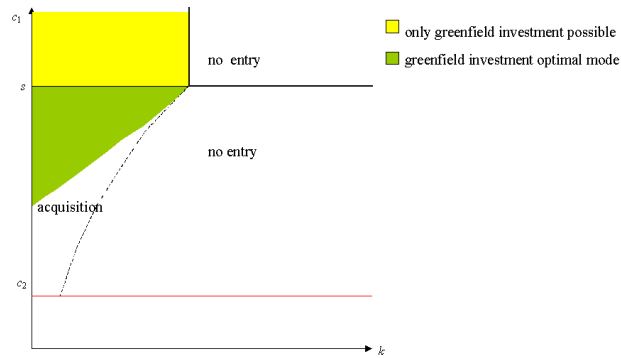 c1
only greenfield investment possible
no entry
greenfield investment optimal mode
s
no entry
acquisition
c2
k